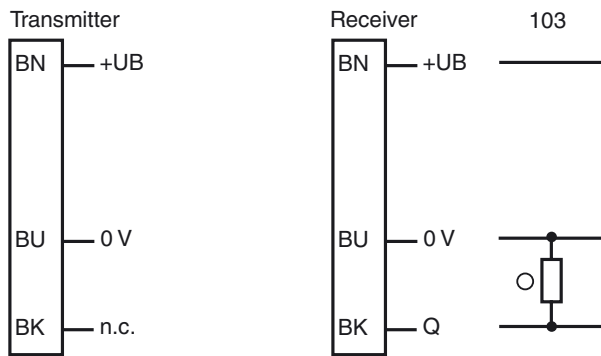 Transmitter
BN +UB
BU 0 V
BK n.c.
Receiver
BN +UB
BU 0 V
BK Q
103